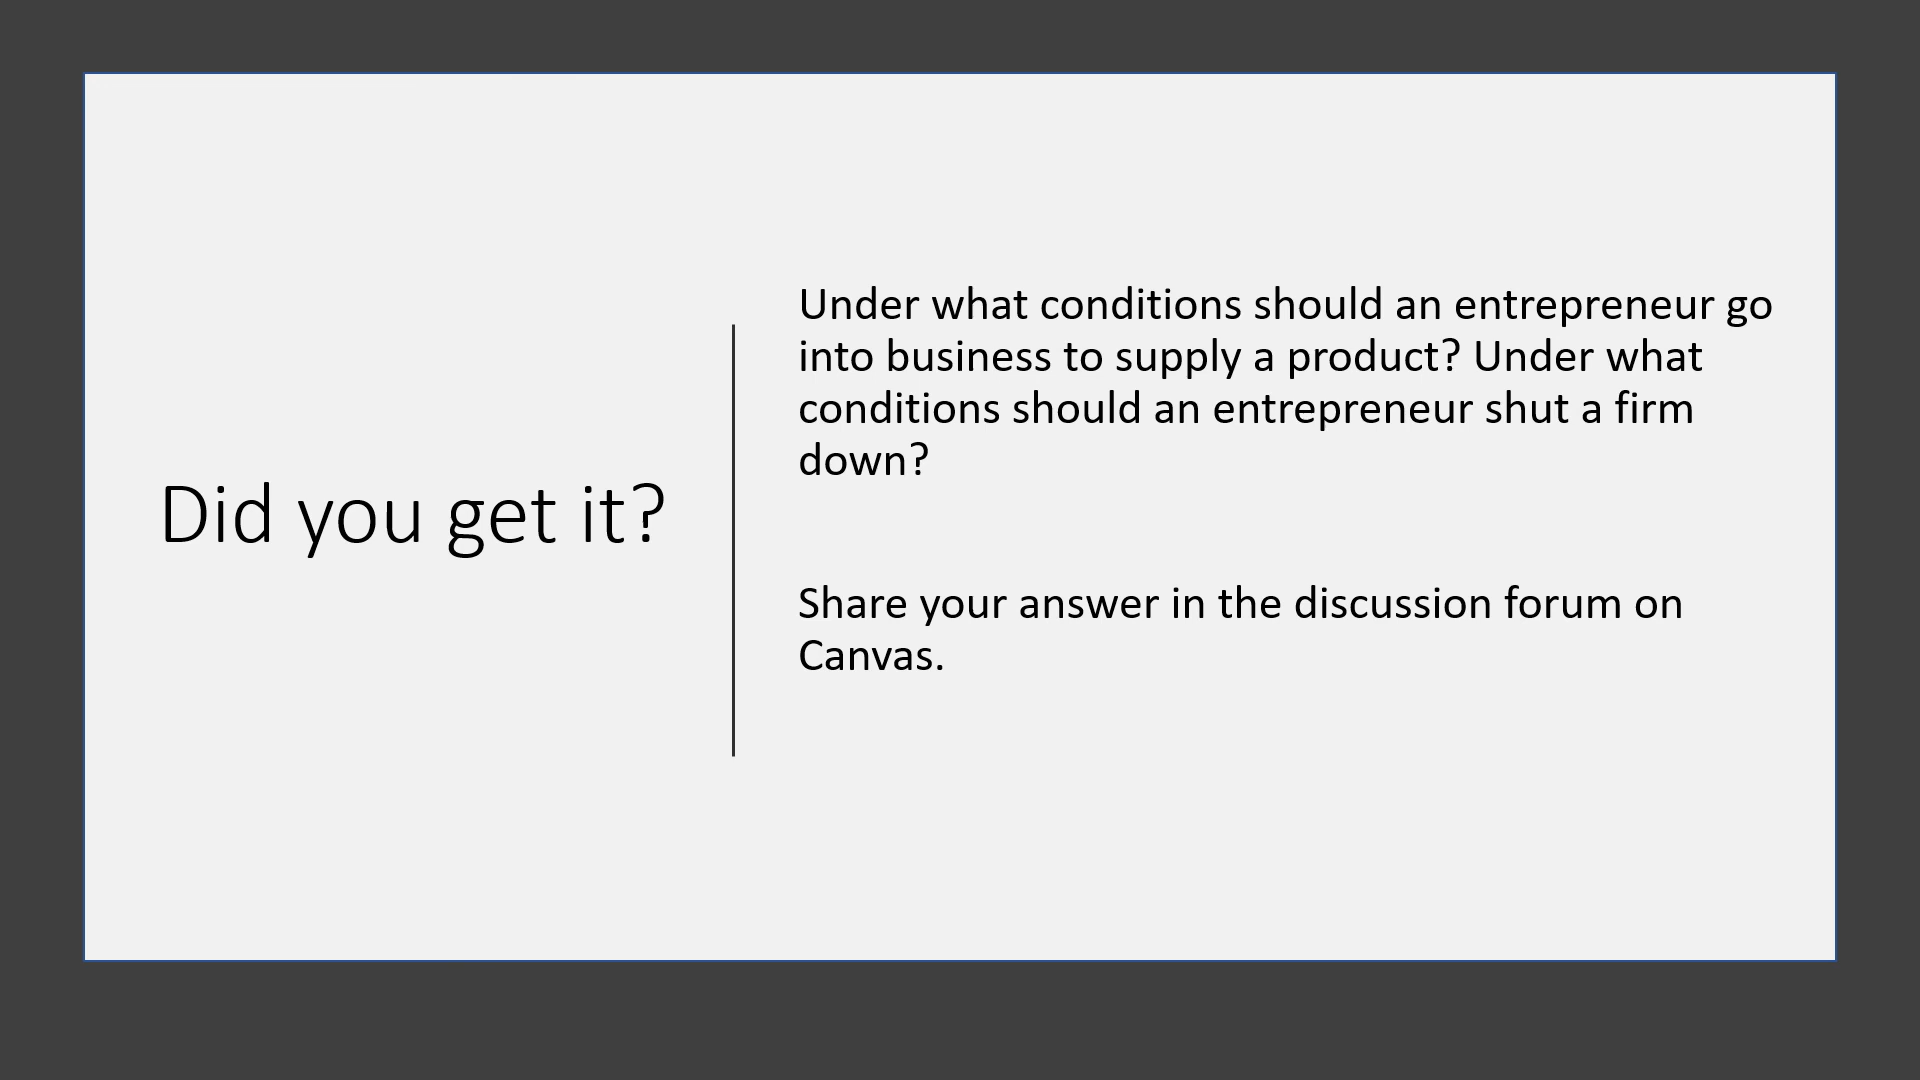 Did you get it?
Under what conditions should an entrepreneur go
into business to supply a product? Under what
conditions should an entrepreneur shut a firm
down?
Share your answer in the discussion forum on
Canvas.